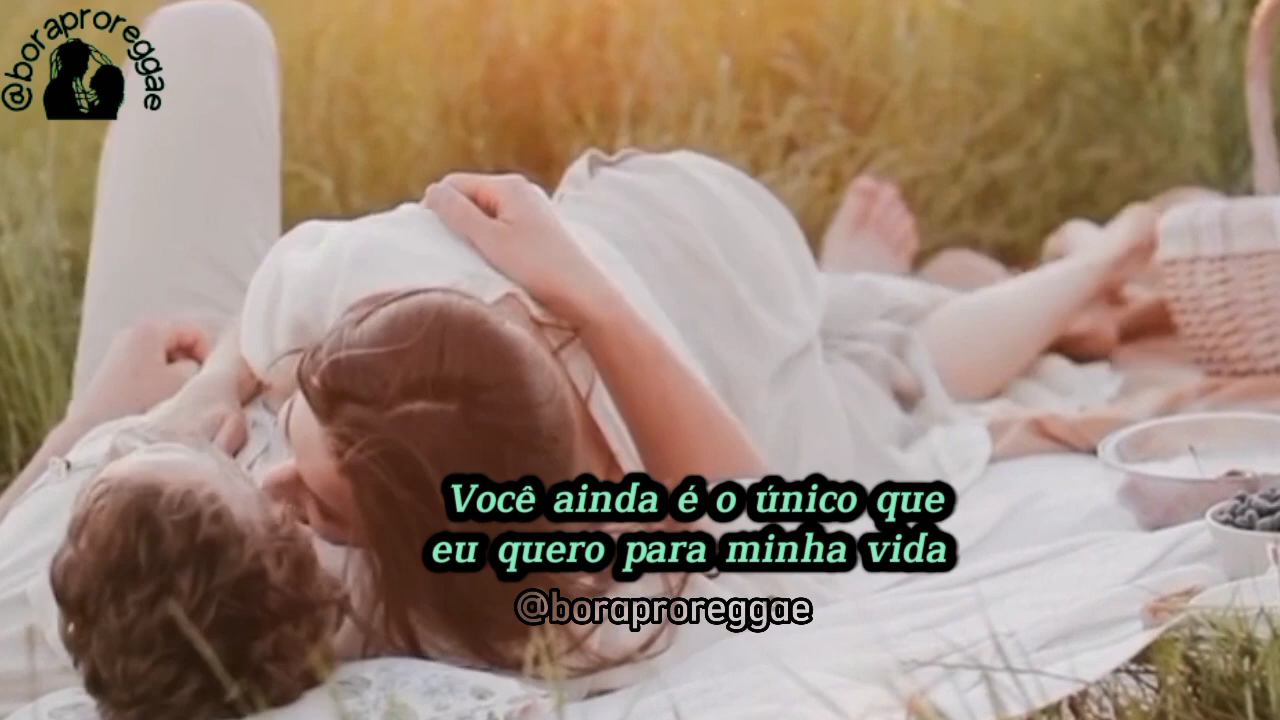 @boraproreggae
Você ainda é o único que
eu quero para minha vida
@boraproreggae